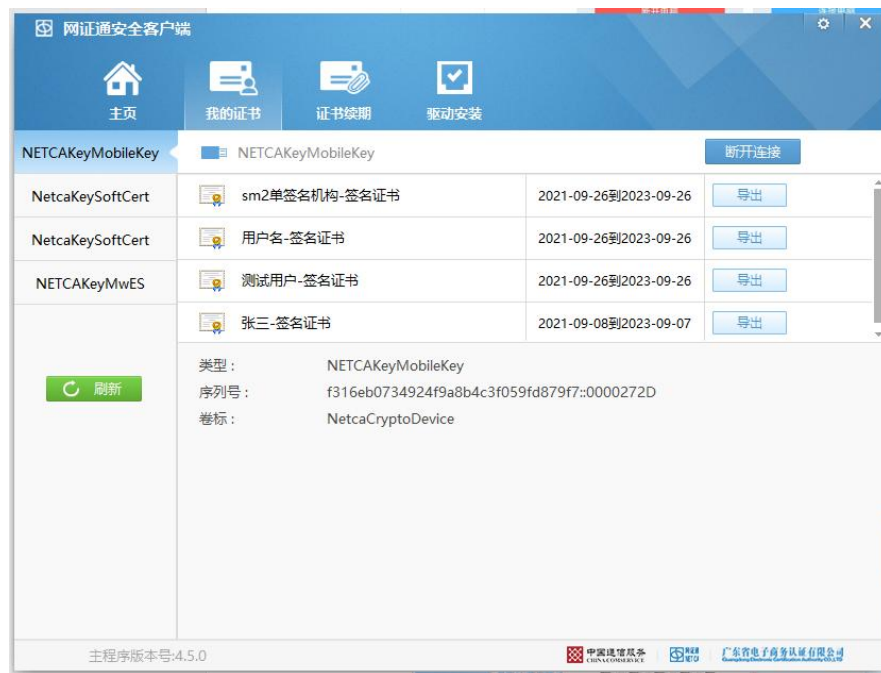 网证通安全客户端
主页
我的证书
证书续期
驱动安装
NETCAKeyMobileKey
NetcaKeySoftCert
NetcaKeySoftCert
NETCAKeyMwES
刷新
NETCAKeyMobileKey
断开连接
sm2单签名机构-签名证书 2021-09-26到2023-09-26 导出
用户名-签名证书 2021-09-26到2023-09-26 导出
测试用户-签名证书 2021-09-26到2023-09-26 导出
张三-签名证书 2021-09-08到2023-09-07 导出
类型: NETCAKeyMobileKey
序列号: f316eb0734924f9a8b4c3f059fd879f7::0000272D
卷标: NetcaCryptoDevice
主程序版本号:4.5.0
中国通信服务
CHINA COMSERVICE
网证通
NETCA
广东省电子商务认证有限公司